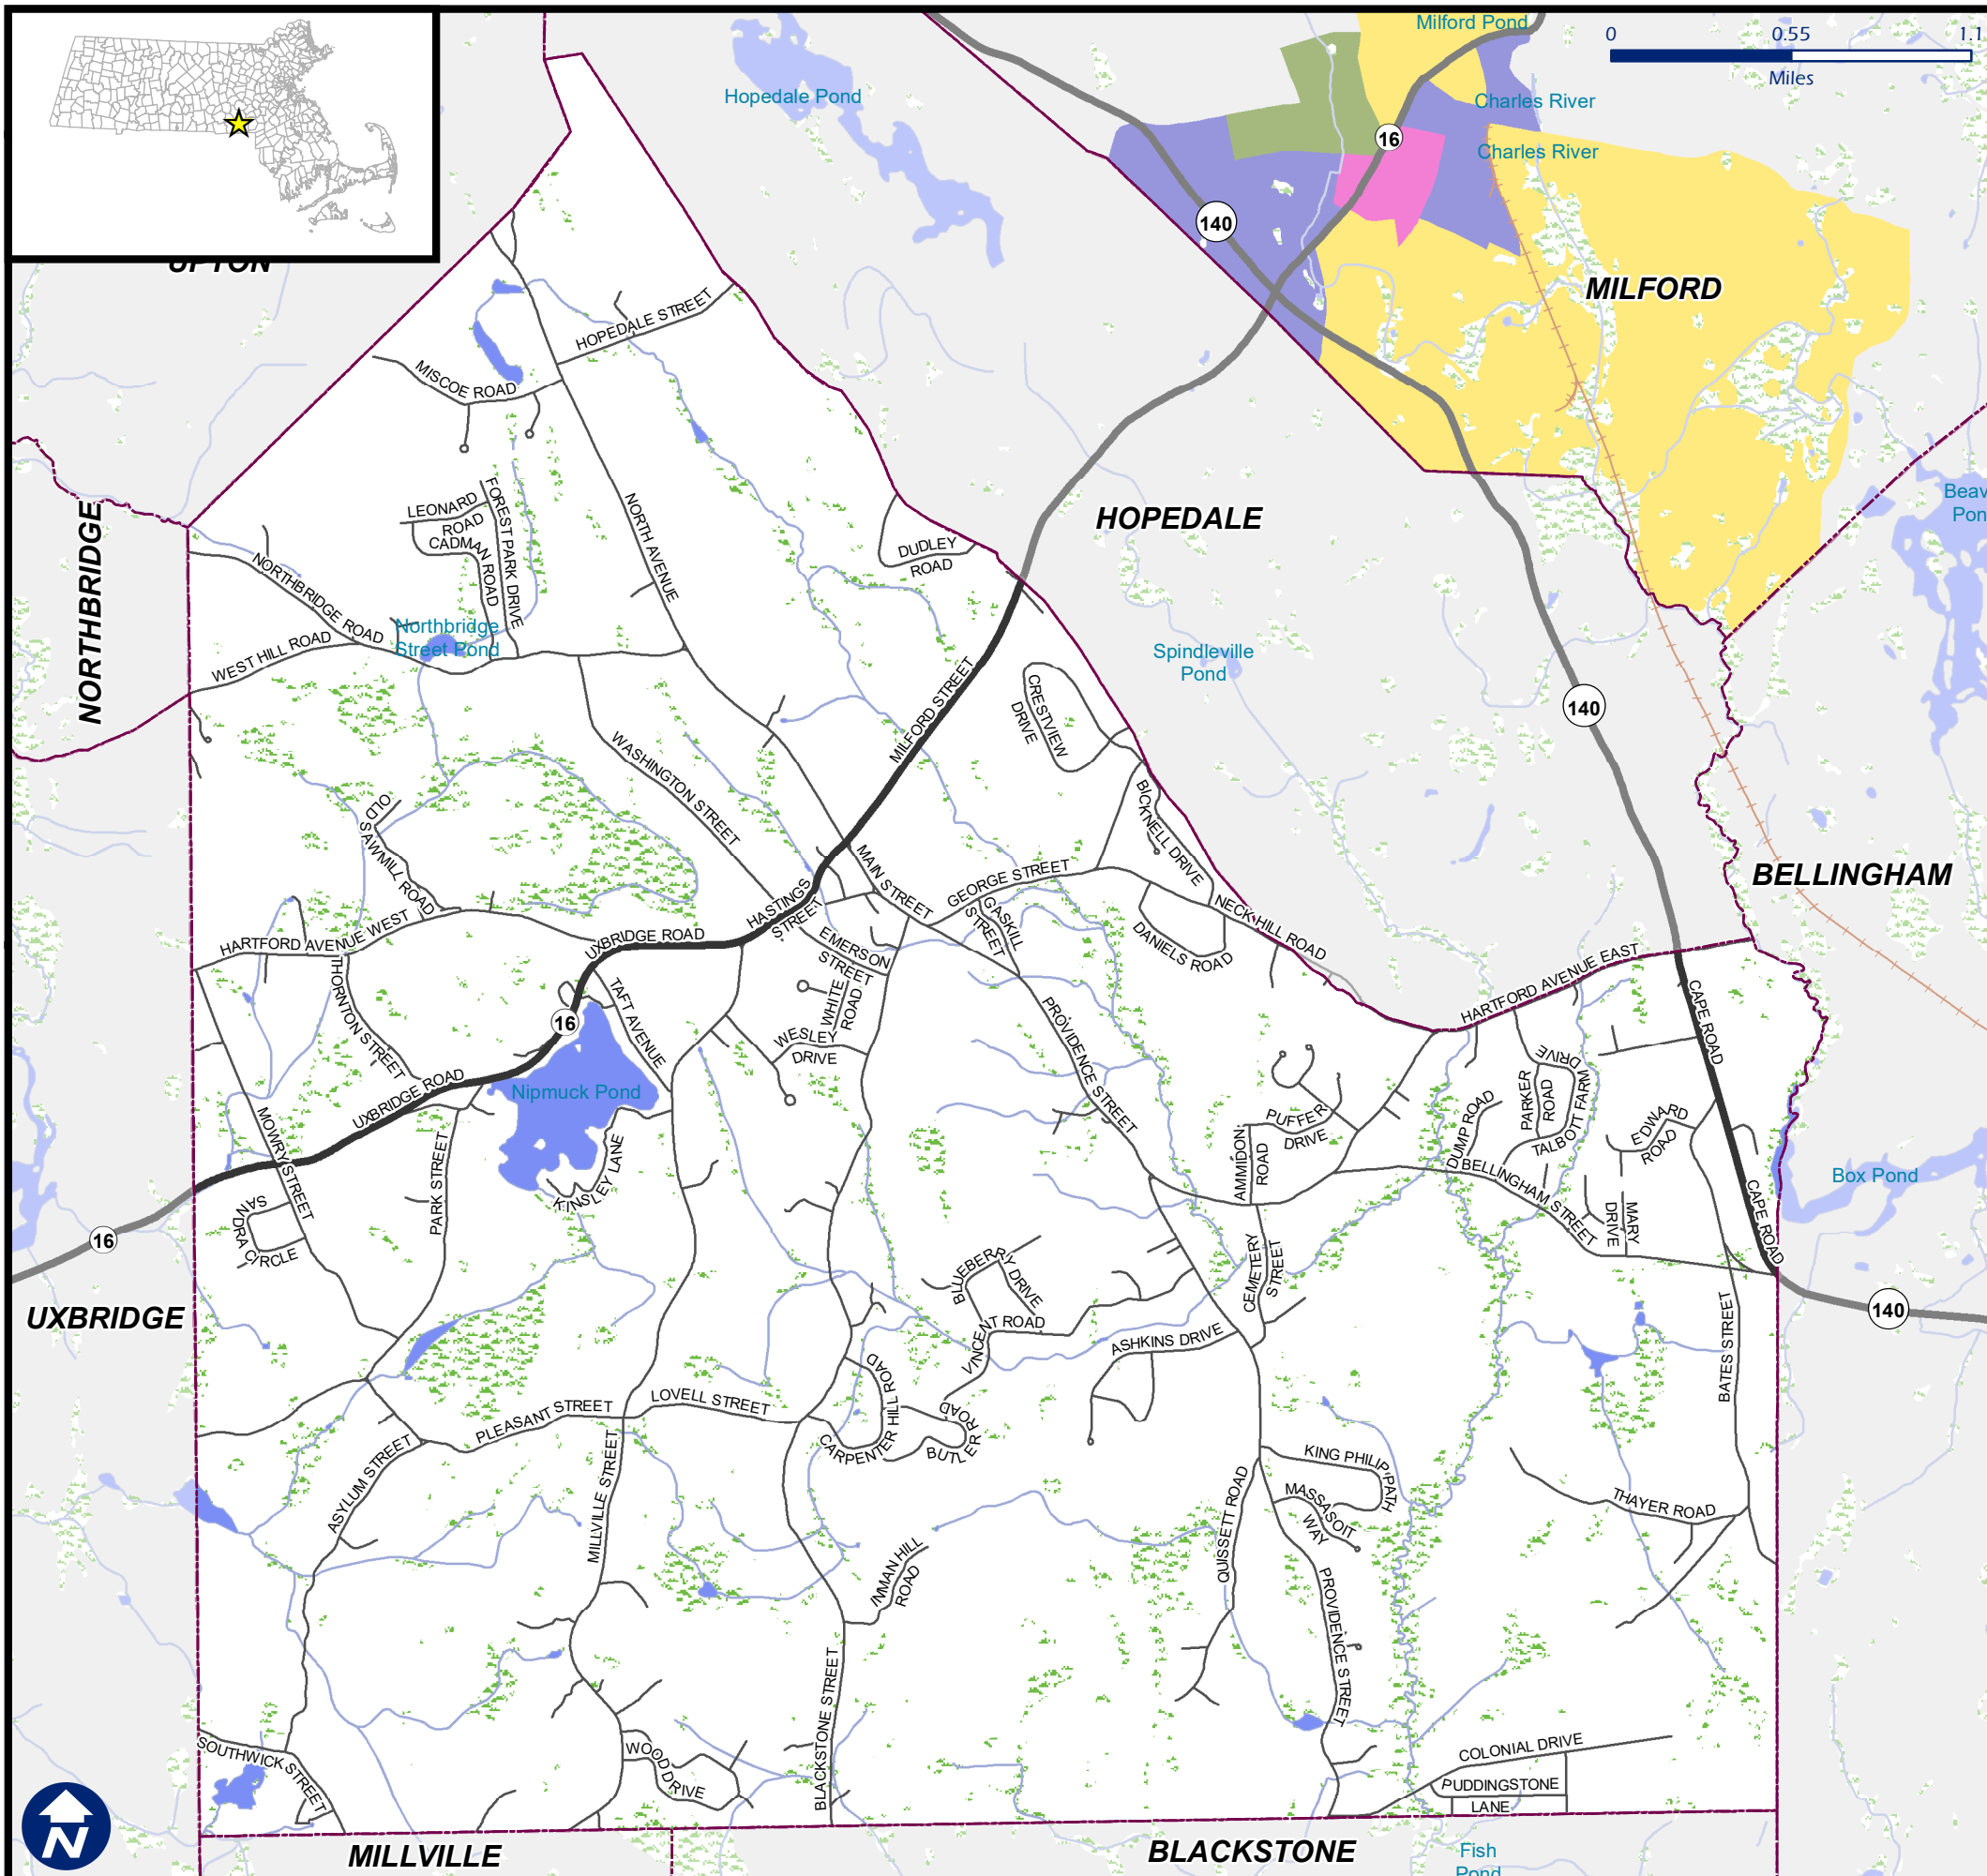 Milford Pond
0 0.55 1.1
Miles
Hopedale Pond
Charles River
16
Charles River
140
UPTON
MILFORD
HOPEDALE STREET
MISCOE ROAD
NORTHBRIDGE
LEONARD
ROAD
FOREST PARK DRIVE
CADMAN ROAD
NORTH AVENUE
HOPEDALE
DUDLEY
ROAD
NORTHBRIDGE ROAD
Northbridge
Street Pond
WEST HILL ROAD
Spindleville
Pond
MILFORD STREET
CRESTVIEW
DRIVE
140
WASHINGTON STREET
OLD SAWMILL ROAD
BICKNELL DRIVE
BELLINGHAM
MAIN STREET
GEORGE STREET
HASTINGS
STREET
GASKILL
STREET
NECK HILL ROAD
DANIELS ROAD
HARTFORD AVENUE WEST
UXBRIDGE ROAD
EMERSON
STREET
WHITE
ROAD
HARTFORD AVENUE EAST
THORNTON STREET
TAFT AVENUE
16
PROVIDENCE STREET
CAPE ROAD
WESLEY
DRIVE
Nipmuck Pond
UXBRIDGE ROAD
MOWRY STREET
PARK STREET
KINSLEY LANE
PUFFER
DRIVE
AMMIDON
ROAD
DUMP ROAD
PARKER
ROAD
TALBOTT FARM
DRIVE
EDWARD
ROAD
BELLINGHAM STREET
MARY
DRIVE
CAPE ROAD
Box Pond
SANDRA CIRCLE
16
UXBRIDGE
BLUEBERRY DRIVE
CEMETERY
STREET
140
VINCENT ROAD
ASHKINS DRIVE
BATES STREET
PLEASANT STREET
LOVELL STREET
CARPENTER HILL ROAD
BUTLER ROAD
ASYLUM STREET
MILLVILLE STREET
KING PHILIP PATH
MASSASOIT
WAY
QUISSETT ROAD
THAYER ROAD
INMAN HILL
ROAD
PROVIDENCE STREET
BLACKSTONE STREET
SOUTHWICK STREET
WOOD DRIVE
COLONIAL DRIVE
PUDDINGSTONE
LANE
N
MILLVILLE
BLACKSTONE
Fish
Pond